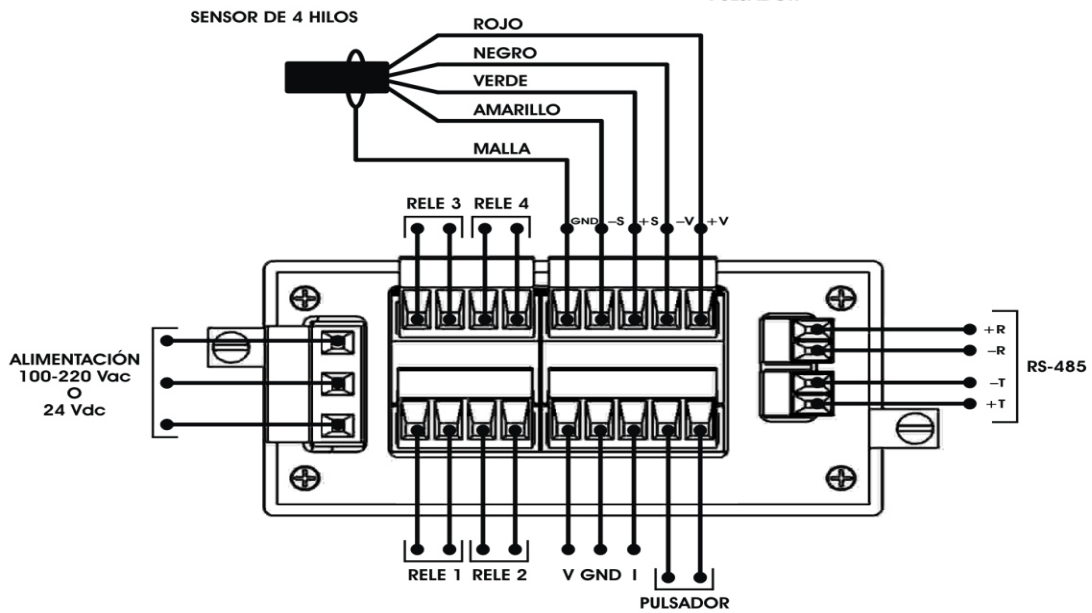 SENSOR DE 4 HILOS
ROJO
NEGRO
VERDE
AMARILLO
MALLA
RELE 3 RELE 4
GND -S +S -V +V
ALIMENTACIÓN
100-220 Vac
O
24 Vdc
+R
-R
-T
+T
RS-485
RELE 1 RELE 2
V GND I
PULSADOR